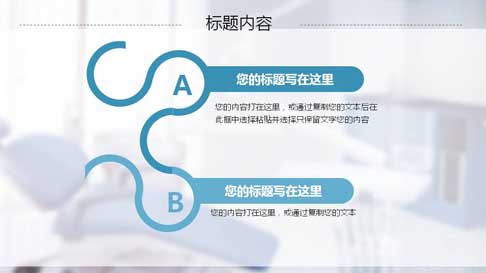 标题内容
A
您的标题写在这里
您的内容打在这里，或通过复制您的文本后在
此框中选择粘贴并选择只保留文字您的内容
B
您的标题写在这里
您的内容打在这里，或通过复制您的文本